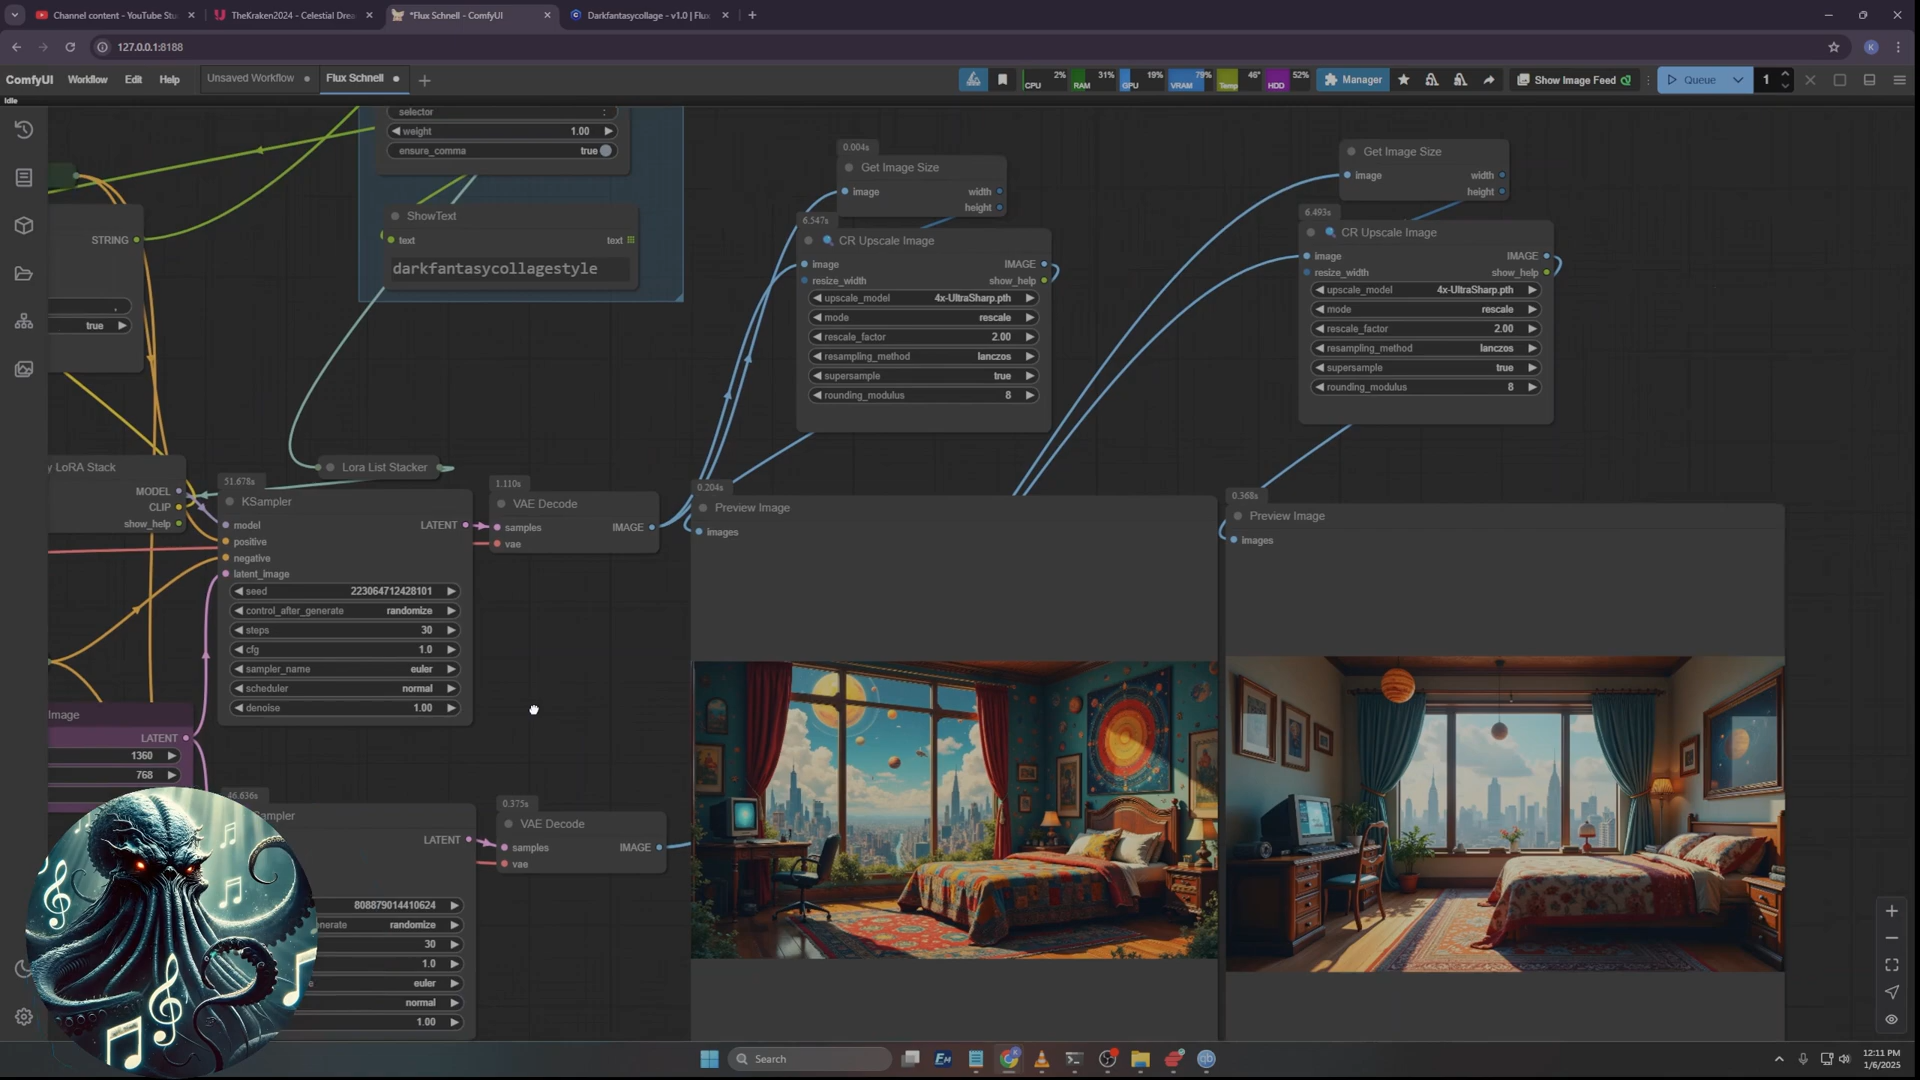 Channel content - YouTube Stu
TheKraken2024 - Celestial Drea
*Flux Schnell - ComfyUI
Darkfantasycollage - v1.0 | Flux
127.0.0.1:8188
K
ComfyUI
Workflow
Edit
Help
Unsaved Workflow
Flux Schnell
CPU 2%
RAM 31%
GPU 19%
VRAM 79%
Temp 46°
HDD 52%
Manager
Show Image Feed
Queue
1
Idle
selector
weight 1.00
ensure_comma true
ShowText
text text
darkfantasycollagestyle
STRING
,
true
0.004s
Get Image Size
image width
height
6.547s
CR Upscale Image
image IMAGE
resize_width show_help
upscale_model 4x-UltraSharp.pth
mode rescale
rescale_factor 2.00
resampling_method lanczos
supersample true
rounding_modulus 8
Get Image Size
image width
height
6.493s
CR Upscale Image
image IMAGE
resize_width show_help
upscale_model 4x-UltraSharp.pth
mode rescale
rescale_factor 2.00
resampling_method lanczos
supersample true
rounding_modulus 8
y LoRA Stack
MODEL
CLIP
show_help
Lora List Stacker
51.678s
KSampler
model LATENT
positive
negative
latent_image
seed 223064712428101
control_after_generate randomize
steps 30
cfg 1.0
sampler_name euler
scheduler normal
denoise 1.00
1.110s
VAE Decode
samples IMAGE
vae
0.204s
Preview Image
images
0.368s
Preview Image
images
Image
LATENT
1360
768
46.636s
ampler
LATENT
808879014410624
enerate randomize
30
1.0
e euler
normal
1.00
0.375s
VAE Decode
samples IMAGE
vae
Search
12:11 PM
1/6/2025